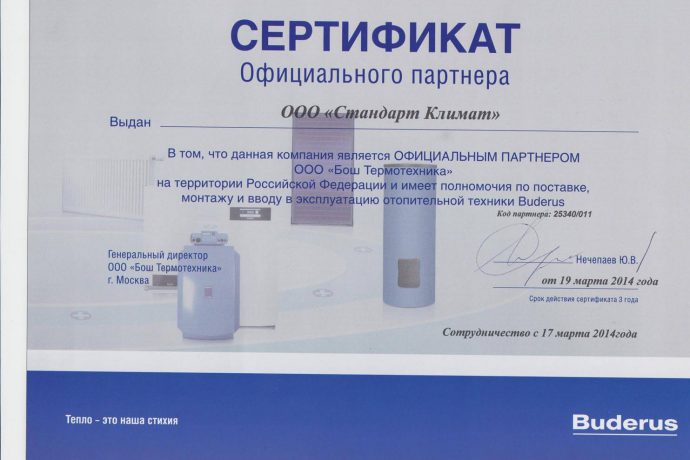 СЕРТИФИКАТ
Официального партнера
ООО «Стандарт Климат»
Выдан
В том, что данная компания является ОФИЦИАЛЬНЫМ ПАРТНЕРОМ
ООО «Бош Термотехника»
на территории Российской Федерации и имеет полномочия по поставке,
монтажу и вводу в эксплуатацию отопительной техники Buderus
Код партнера: 25340/011
Генеральный директор
ООО «Бош Термотехника»
г. Москва
Нечепаев Ю.В.
от 19 марта 2014 года
Срок действия сертификата 3 года
Сотрудничество с 17 марта 2014года
Тепло – это наша стихия
Buderus